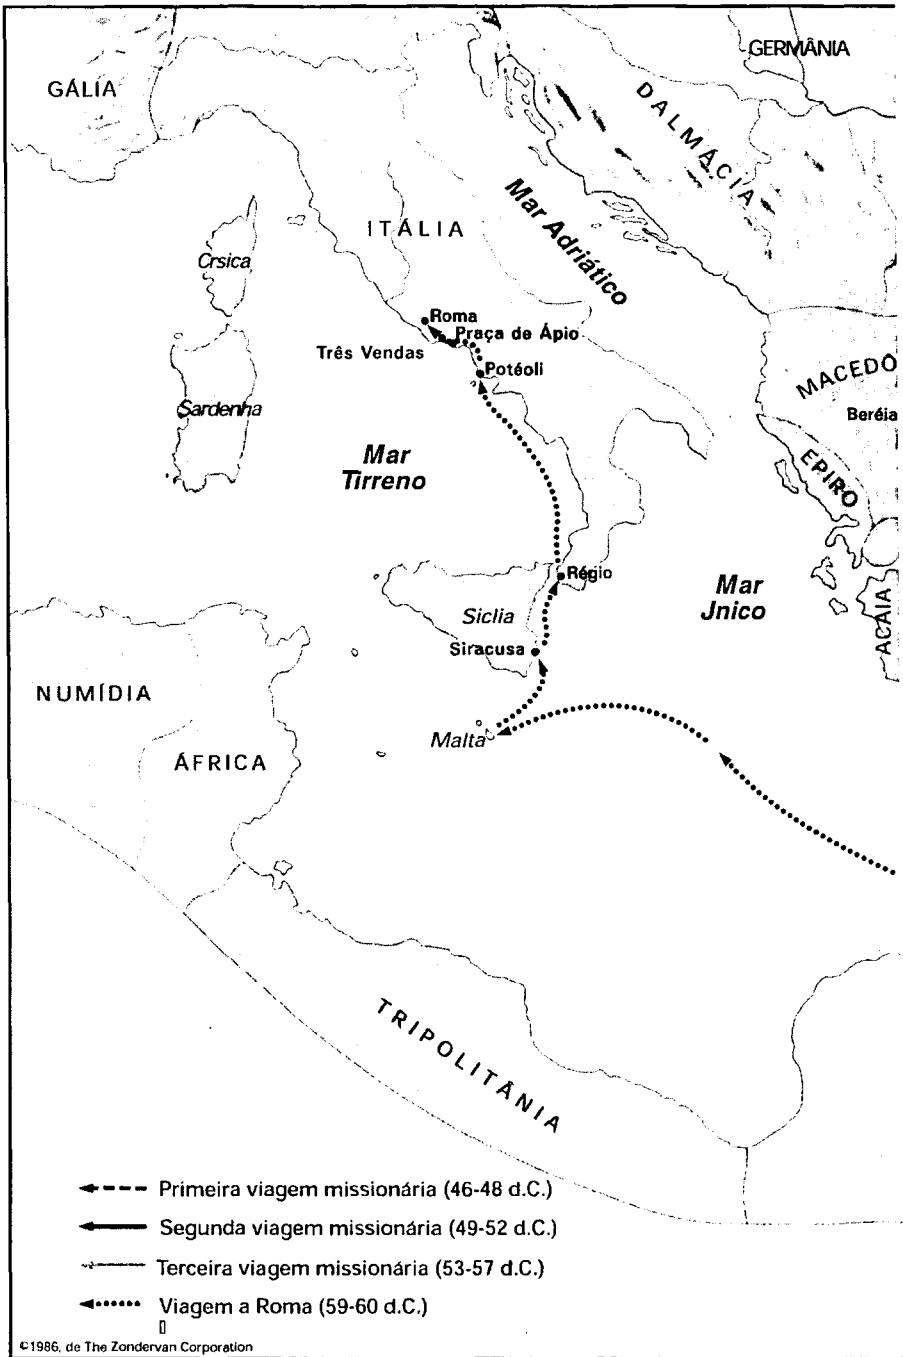 GERMÂNIA
GÁLIA
DALMÁCIA
Mar Adriático
ITÁLIA
Crsica
Roma
Praça de Ápio
Três Vendas
Potéoli
MACEDÔ
Beréia
Sardenha
Mar
Tirreno
EPIRO
Régio
Mar
Jnico
ACAIA
Siclia
Siracusa
NUMÍDIA
Malta
ÁFRICA
TRIPOLITÂNIA
Primeira viagem missionária (46-48 d.C.)
Segunda viagem missionária (49-52 d.C.)
Terceira viagem missionária (53-57 d.C.)
Viagem a Roma (59-60 d.C.)
©1986, de The Zondervan Corporation